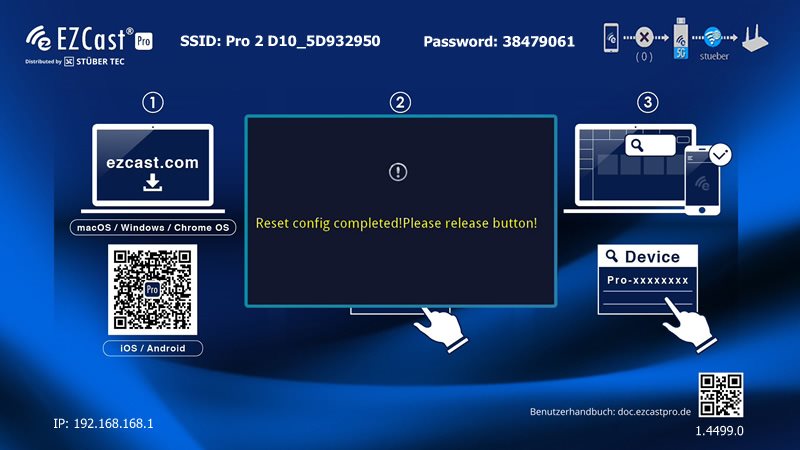 EZCast® Pro
Distributed by STÜBER TEC
SSID: Pro 2 D10_5D932950
Password: 38479061
( 0 )
5G
stueber
1
2
3
ezcast.com
macOS / Windows / Chrome OS
Pro
iOS / Android
Reset config completed!Please release button!
Device
Pro-xxxxxxxx
Benutzerhandbuch: doc.ezcastpro.de
IP: 192.168.168.1
1.4499.0